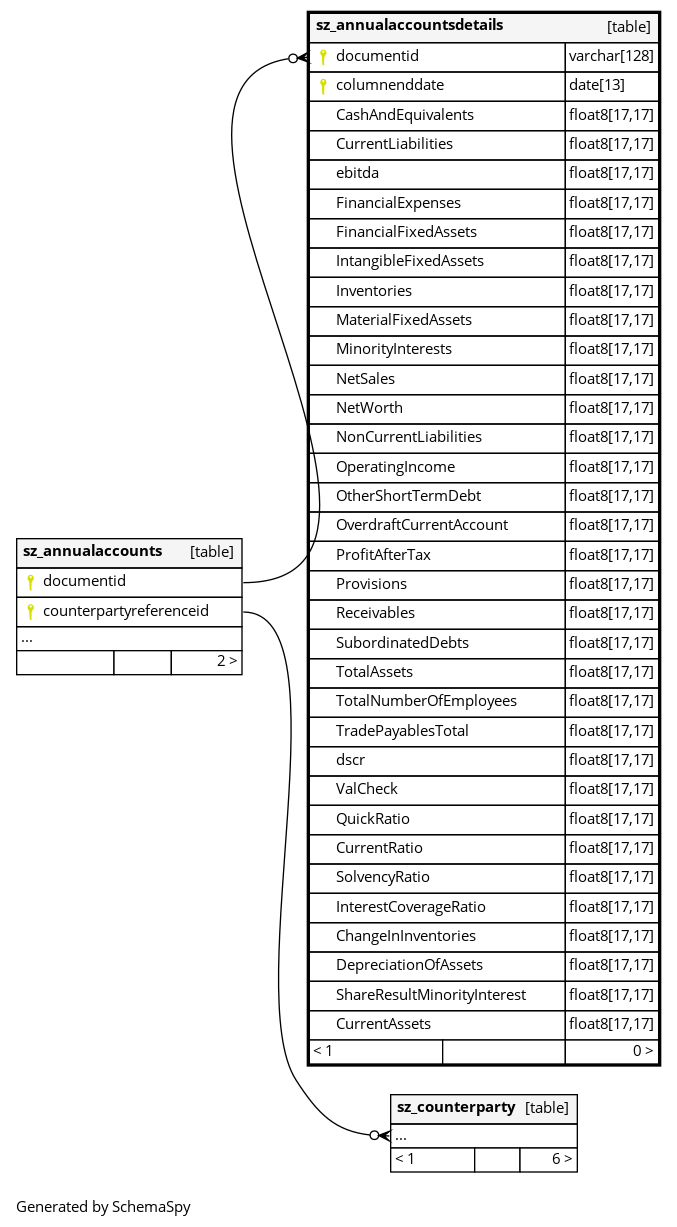 sz_annualaccountsdetails [table]
documentid varchar[128]
columnenddate date[13]
CashAndEquivalents float8[17,17]
CurrentLiabilities float8[17,17]
ebitda float8[17,17]
FinancialExpenses float8[17,17]
FinancialFixedAssets float8[17,17]
IntangibleFixedAssets float8[17,17]
Inventories float8[17,17]
MaterialFixedAssets float8[17,17]
MinorityInterests float8[17,17]
NetSales float8[17,17]
NetWorth float8[17,17]
NonCurrentLiabilities float8[17,17]
OperatingIncome float8[17,17]
OtherShortTermDebt float8[17,17]
OverdraftCurrentAccount float8[17,17]
ProfitAfterTax float8[17,17]
Provisions float8[17,17]
Receivables float8[17,17]
SubordinatedDebts float8[17,17]
TotalAssets float8[17,17]
TotalNumberOfEmployees float8[17,17]
TradePayablesTotal float8[17,17]
dscr float8[17,17]
ValCheck float8[17,17]
QuickRatio float8[17,17]
CurrentRatio float8[17,17]
SolvencyRatio float8[17,17]
InterestCoverageRatio float8[17,17]
ChangeInInventories float8[17,17]
DepreciationOfAssets float8[17,17]
ShareResultMinorityInterest float8[17,17]
CurrentAssets float8[17,17]
< 1 0 >
sz_annualaccounts [table]
documentid
counterpartyreferenceid
...
2 >
sz_counterparty [table]
...
< 1 6 >
Generated by SchemaSpy